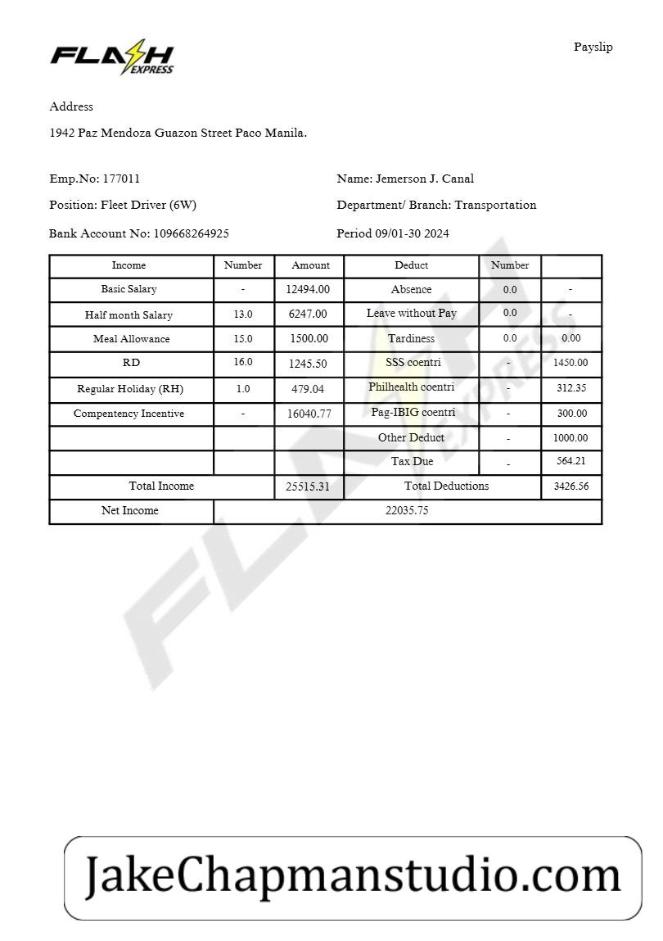 FLASH EXPRESS
Payslip
Address
1942 Paz Mendoza Guazon Street Paco Manila.
Emp.No: 177011 Name: Jemerson J. Canal
Position: Fleet Driver (6W) Department/ Branch: Transportation
Bank Account No: 109668264925 Period 09/01-30 2024
Income Number Amount Deduct Number
Basic Salary - 12494.00 Absence 0.0 -
Half month Salary 13.0 6247.00 Leave without Pay 0.0 -
Meal Allowance 15.0 1500.00 Tardiness 0.0 0.00
RD 16.0 1245.50 SSS coentri - 1450.00
Regular Holiday (RH) 1.0 479.04 Philhealth coentri - 312.35
Compentency Incentive - 16040.77 Pag-IBIG coentri - 300.00
Other Deduct - 1000.00
Tax Due - 564.21
Total Income 25515.31 Total Deductions 3426.56
Net Income 22035.75
FLASH EXPRESS
JakeChapmanstudio.com